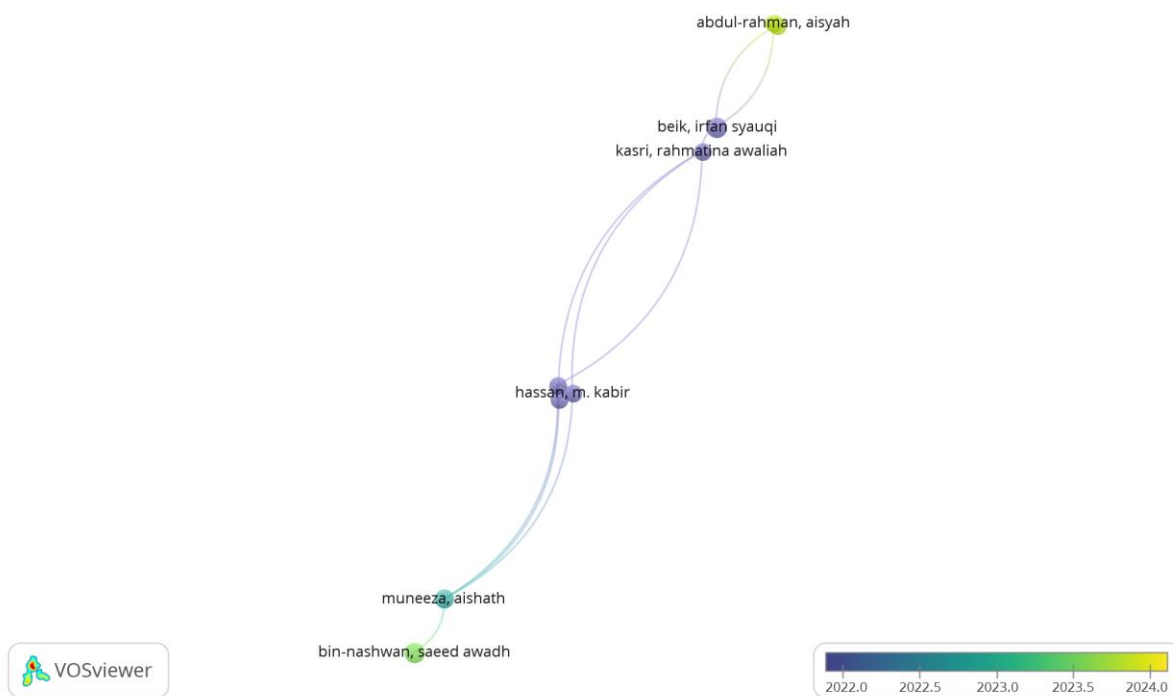 abdul-rahman, aisyah
beik, irfan syauqi
kasri, rahmatina awaliah
hassan, m. kabir
muneeza, aishath
bin-nashwan, saeed awadh
VOSviewer
2022.0 2022.5 2023.0 2023.5 2024.0